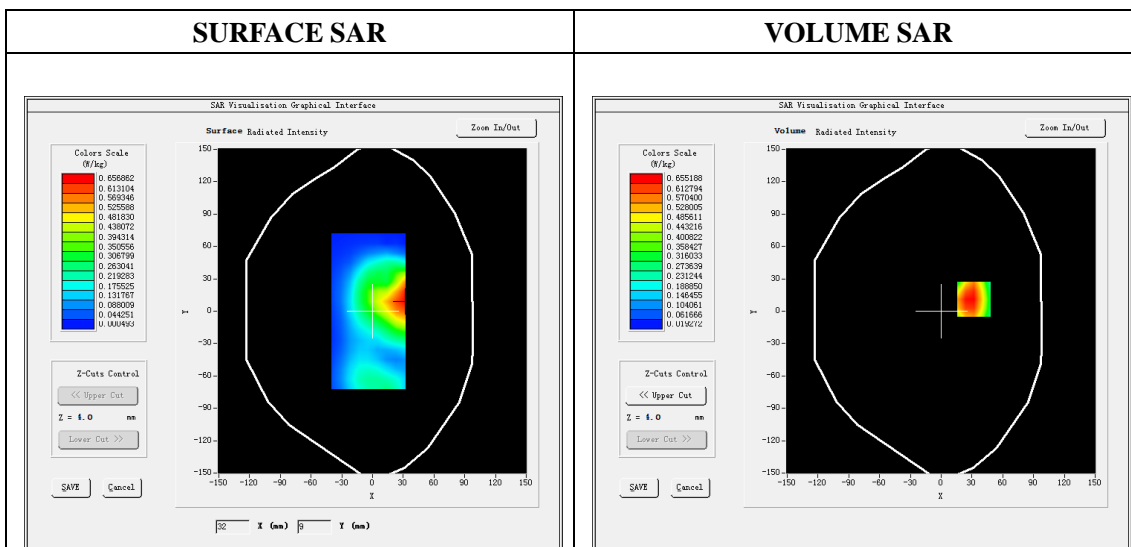 SURFACE SAR
VOLUME SAR
SAR Visualisation Graphical Interface
Surface Radiated Intensity
Zoom In/Out
Colors Scale
(W/kg)
0.656862
0.613104
0.569346
0.525588
0.481830
0.438072
0.394314
0.350556
0.306799
0.263041
0.219283
0.175525
0.131767
0.088009
0.044251
0.000493
150
120
90
60
30
0
-30
-60
-90
-120
-150
Y
-150 -120 -90 -60 -30 0 30 60 90 120 150
X
Z-Cuts Control
<< Upper Cut
Z = 4.0 mm
Lower Cut >>
SAVE Cancel
32 X (mm) 9 Y (mm)
SAR Visualisation Graphical Interface
Volume Radiated Intensity
Zoom In/Out
Colors Scale
(W/kg)
0.655188
0.612794
0.570400
0.528005
0.485611
0.443216
0.400822
0.358427
0.316033
0.273639
0.231244
0.188850
0.146455
0.104061
0.061666
0.019272
150
120
90
60
30
0
-30
-60
-90
-120
-150
Y
-150 -120 -90 -60 -30 0 30 60 90 120 150
X
Z-Cuts Control
<< Upper Cut
Z = 4.0 mm
Lower Cut >>
SAVE Cancel